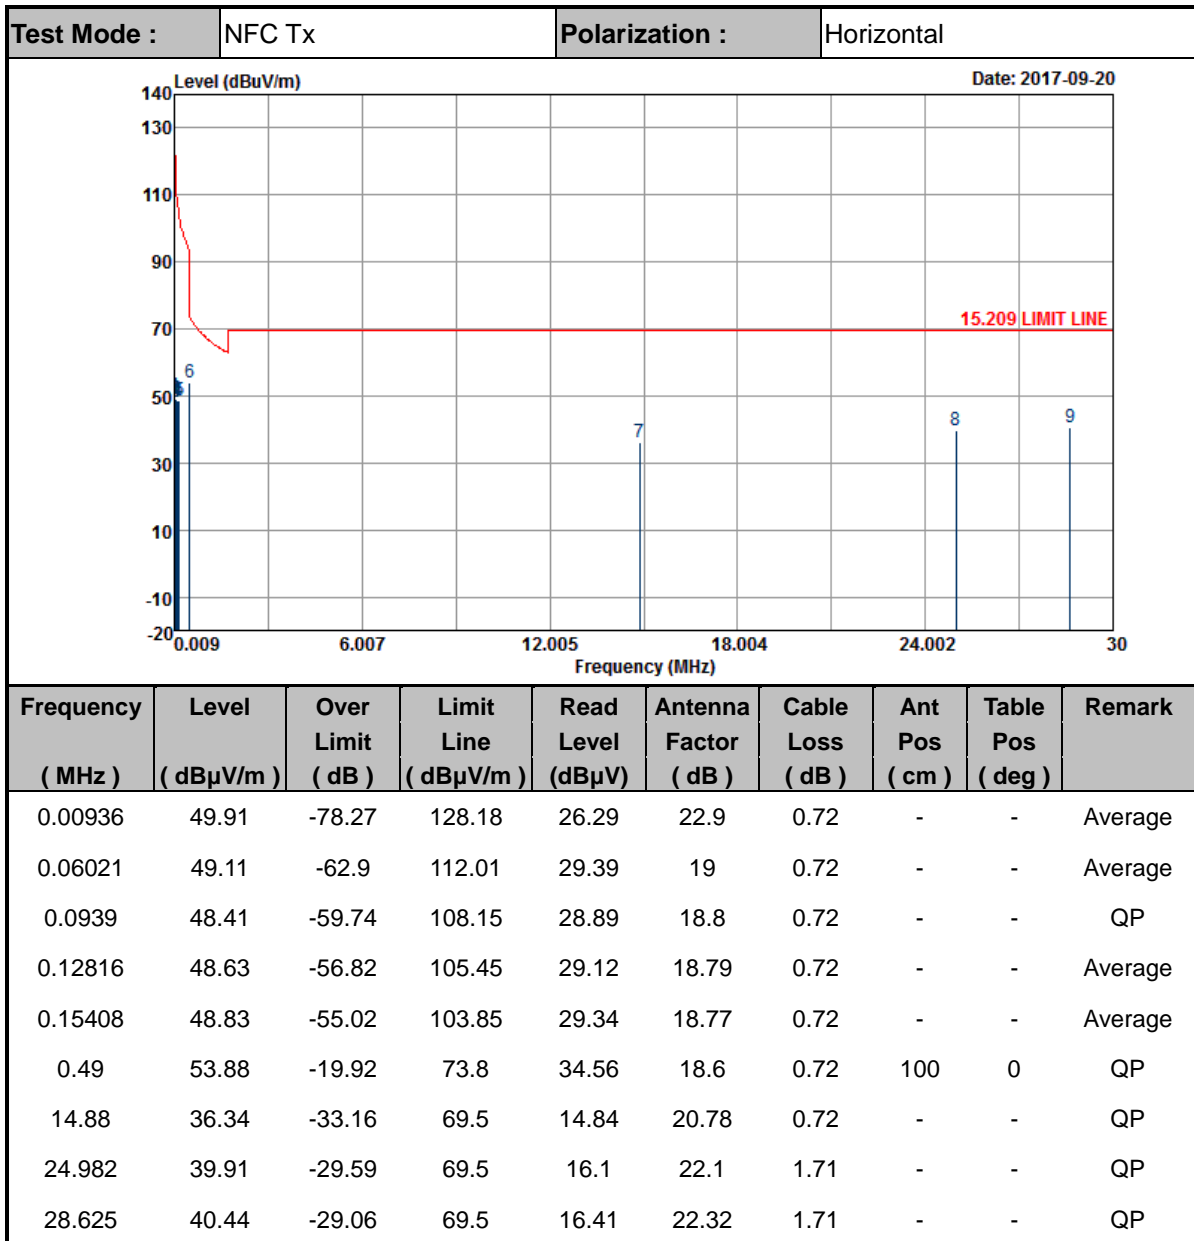 Test Mode : NFC Tx Polarization : Horizontal
Level (dBuV/m) Date: 2017-09-20
140
130
110
90
70
50
30
10
-10
-20
15.209 LIMIT LINE
6
7
8
9
0.009 6.007 12.005 18.004 24.002 30
Frequency (MHz)
Frequency Level Over Limit Read Antenna Cable Ant Table Remark
Limit Line Level Factor Loss Pos Pos
( MHz ) ( dBµV/m ) ( dB ) ( dBµV/m ) (dBµV) ( dB ) ( dB ) ( cm ) ( deg )
0.00936 49.91 -78.27 128.18 26.29 22.9 0.72 - - Average
0.06021 49.11 -62.9 112.01 29.39 19 0.72 - - Average
0.0939 48.41 -59.74 108.15 28.89 18.8 0.72 - - QP
0.12816 48.63 -56.82 105.45 29.12 18.79 0.72 - - Average
0.15408 48.83 -55.02 103.85 29.34 18.77 0.72 - - Average
0.49 53.88 -19.92 73.8 34.56 18.6 0.72 100 0 QP
14.88 36.34 -33.16 69.5 14.84 20.78 0.72 - - QP
24.982 39.91 -29.59 69.5 16.1 22.1 1.71 - - QP
28.625 40.44 -29.06 69.5 16.41 22.32 1.71 - - QP